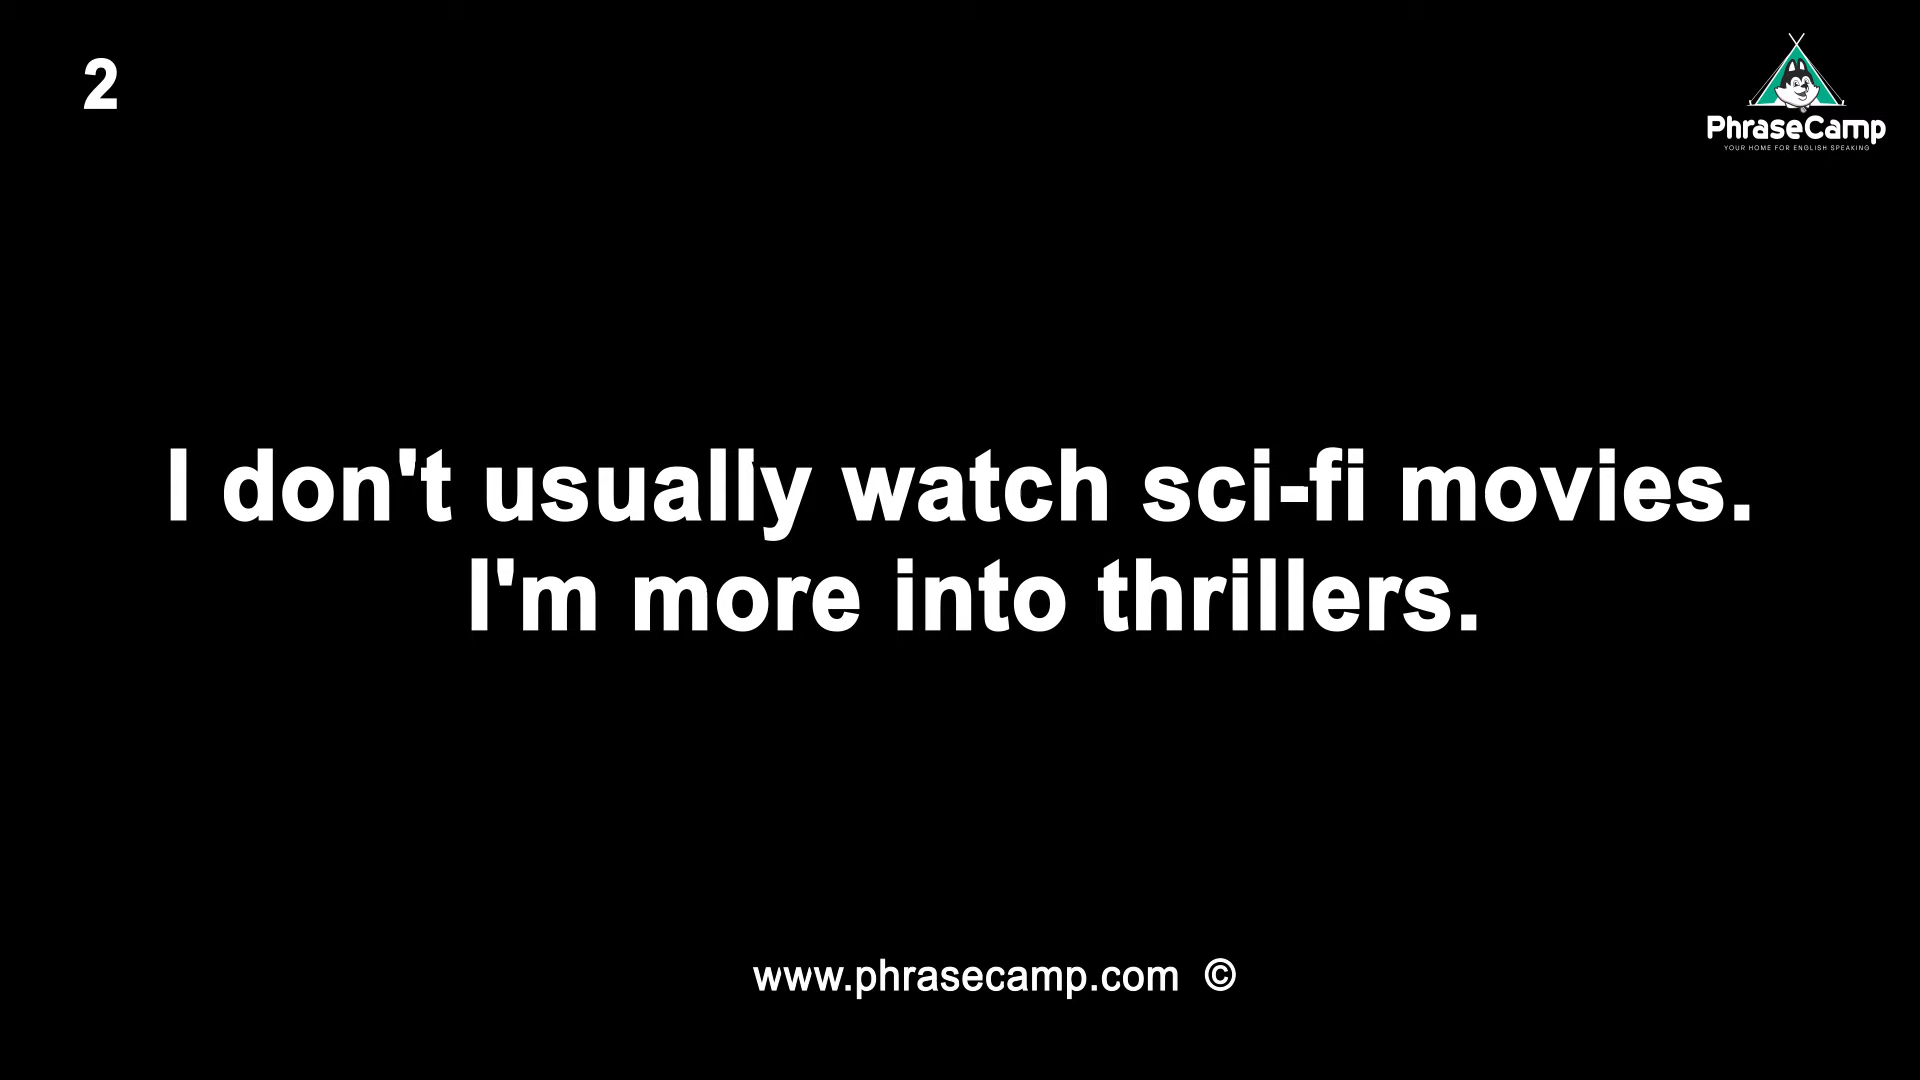 2
PhraseCamp
YOUR HOME FOR ENGLISH SPEAKING
I don't usually watch sci-fi movies.
I'm more into thrillers.
www.phrasecamp.com ©